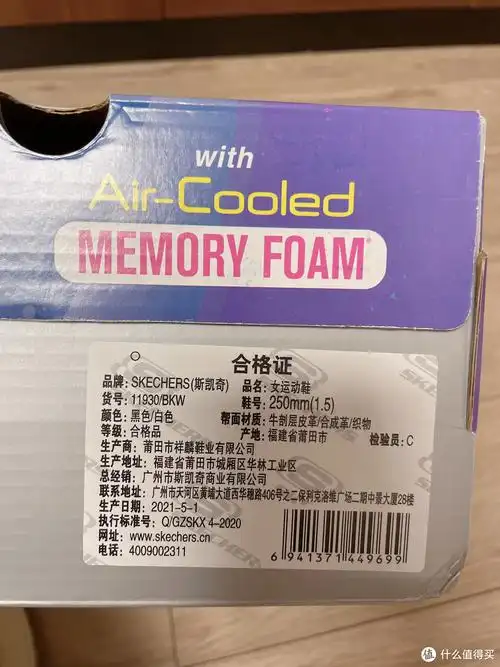 with
Air-Cooled
MEMORY FOAM
合格证
品牌：SKECHERS(斯凯奇) 品名：女运动鞋
货号：11930/BKW 鞋号：250mm(1.5)
颜色：黑色/白色 帮面材质：牛剖层皮革/合成革/织物
等级：合格品 产地：福建省莆田市 检验员：C
生产商：莆田市祥麟鞋业有限公司
生产地址：福建省莆田市城厢区华林工业区
总经销：广州市斯凯奇商业有限公司
联系地址：广州市天河区黄埔大道西华穗路406号之二保利克洛维广场二期中景大厦28楼
生产日期：2021-5-1
执行标准号：Q/GZSKX 4-2020
网址：www.skechers.cn
电话：4009002311
6 941371 449699
值 什么值得买